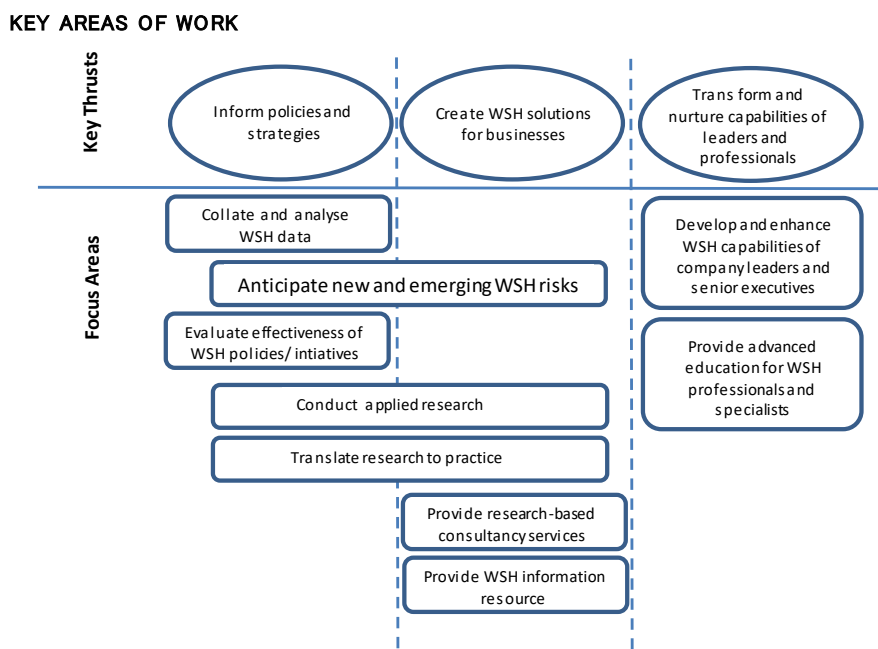 KEY AREAS OF WORK
Key Thrusts
Inform policies and
strategies
Create WSH solutions
for businesses
Trans form and
nurture capabilities of
leaders and
professionals
Focus Areas
Collate and analyse
WSH data
Anticipate new and emerging WSH risks
Evaluate effectiveness of
WSH policies/ intiatives
Conduct applied research
Translate research to practice
Provide research-based
consultancy services
Provide WSH information
resource
Develop and enhance
WSH capabilities of
company leaders and
senior executives
Provide advanced
education for WSH
professionals and
specialists